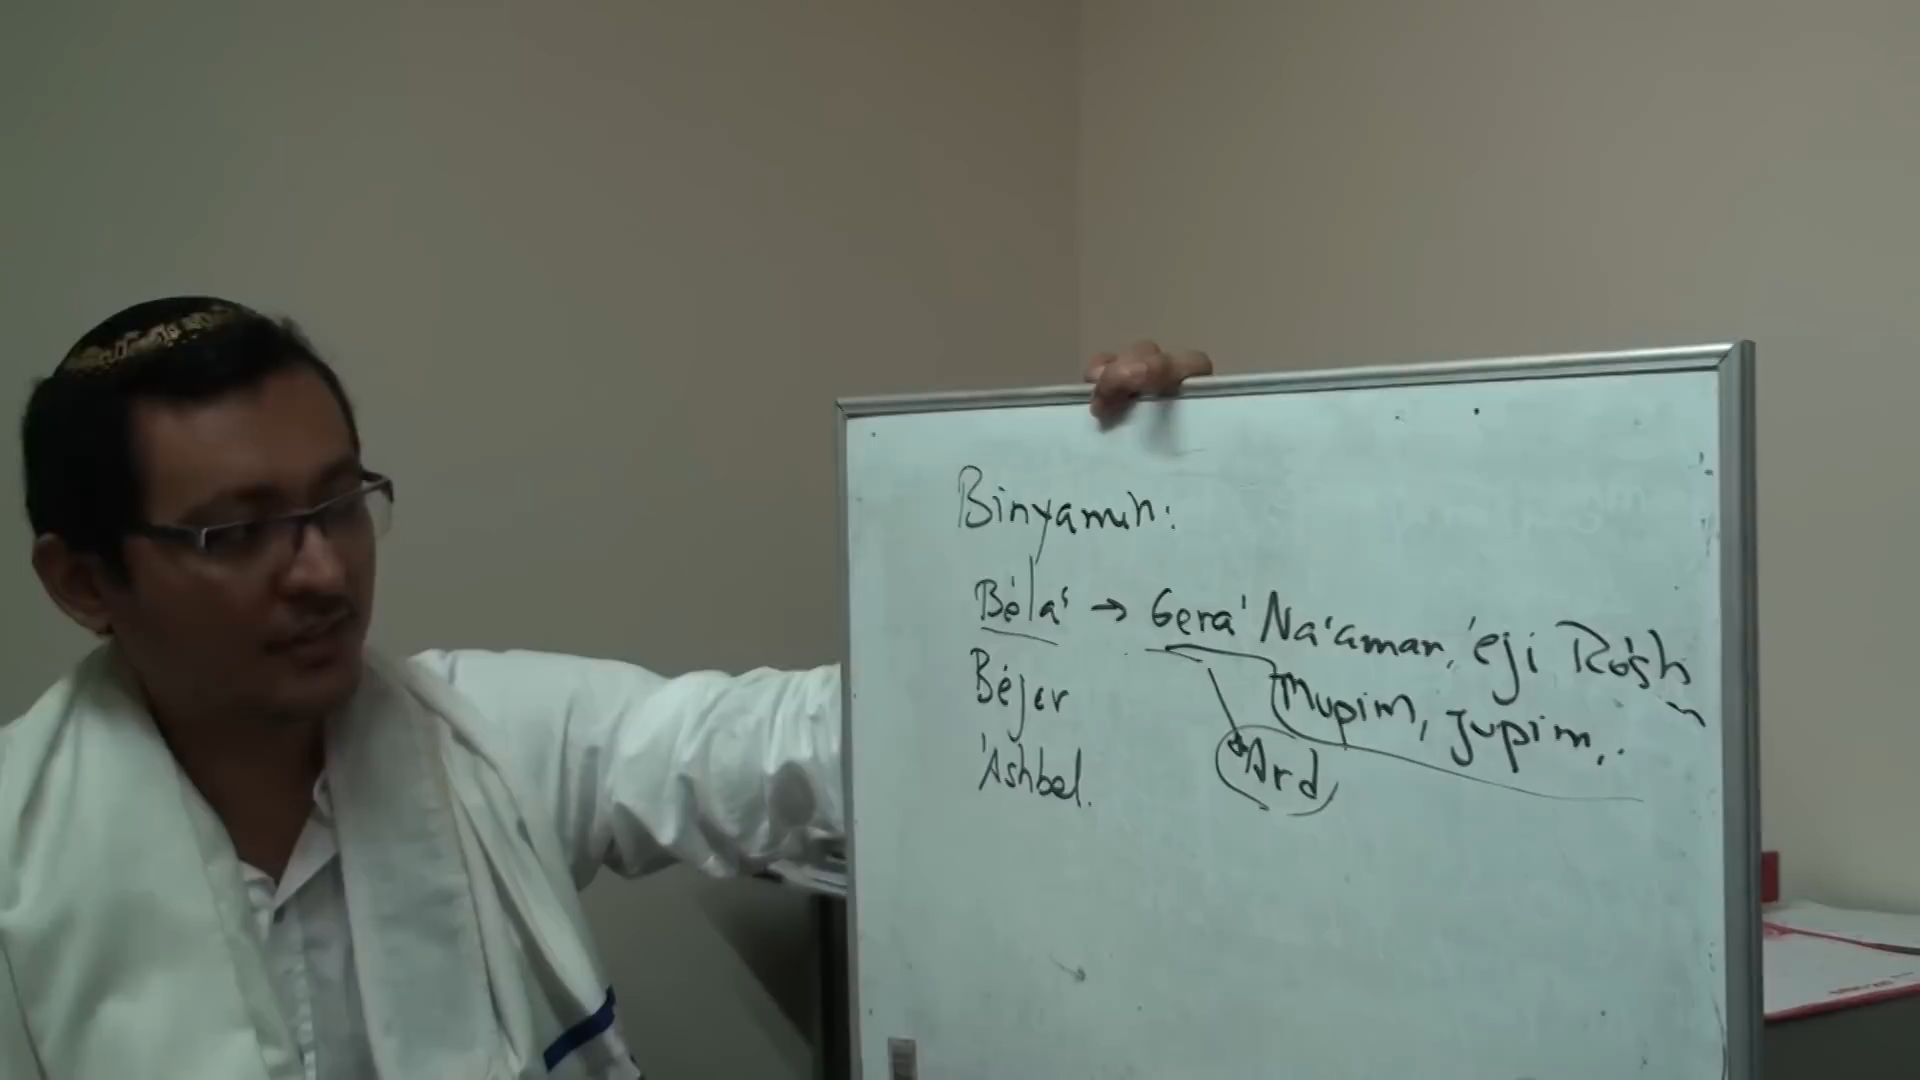 Binyamin:
Béla' → Gera' Na'aman, 'eji Rósh
Béjer Mupim, Jupim,.
'Ashbel. Ard